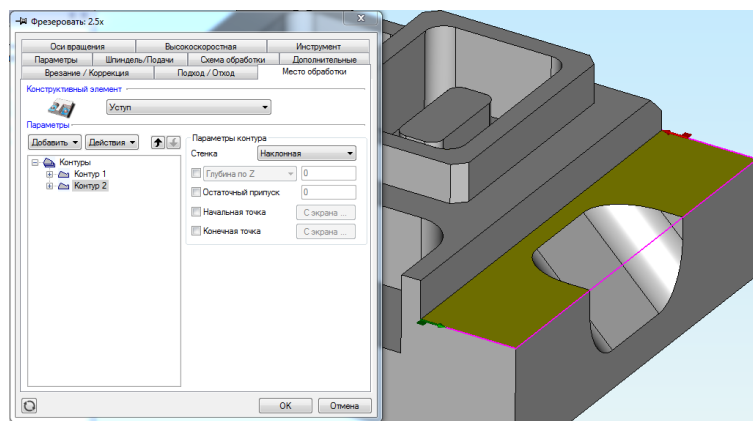 Фрезеровать: 2.5x
Оси вращения Высокоскоростная Инструмент
Параметры Шпиндель/Подачи Схема обработки Дополнительные
Врезание / Коррекция Подход / Отход Место обработки
Конструктивный элемент
Уступ
Параметры
Добавить Действия
Параметры контура
Стенка Наклонная
Контуры
Контур 1
Контур 2
Глубина по Z 0
Остаточный припуск 0
Начальная точка С экрана ...
Конечная точка С экрана ...
OK Отмена